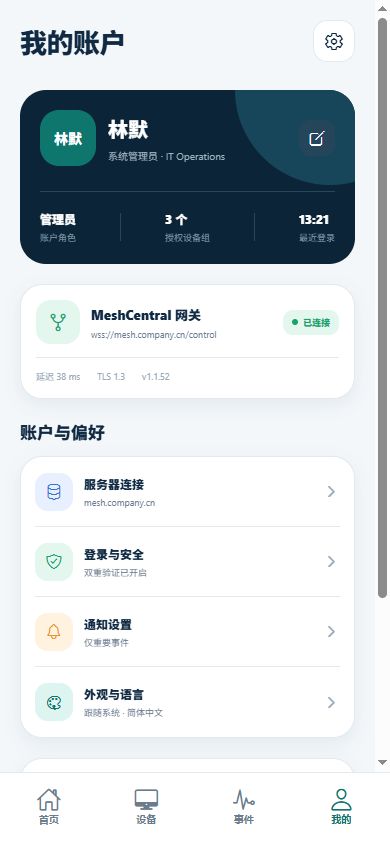 我的账户
林默
林默
系统管理员 · IT Operations
管理员
账户角色
3 个
授权设备组
13:21
最近登录
MeshCentral 网关
wss://mesh.company.cn/control
已连接
延迟 38 ms TLS 1.3 v1.1.52
账户与偏好
服务器连接
mesh.company.cn
登录与安全
双重验证已开启
通知设置
仅重要事件
外观与语言
跟随系统 · 简体中文
首页
设备
事件
我的